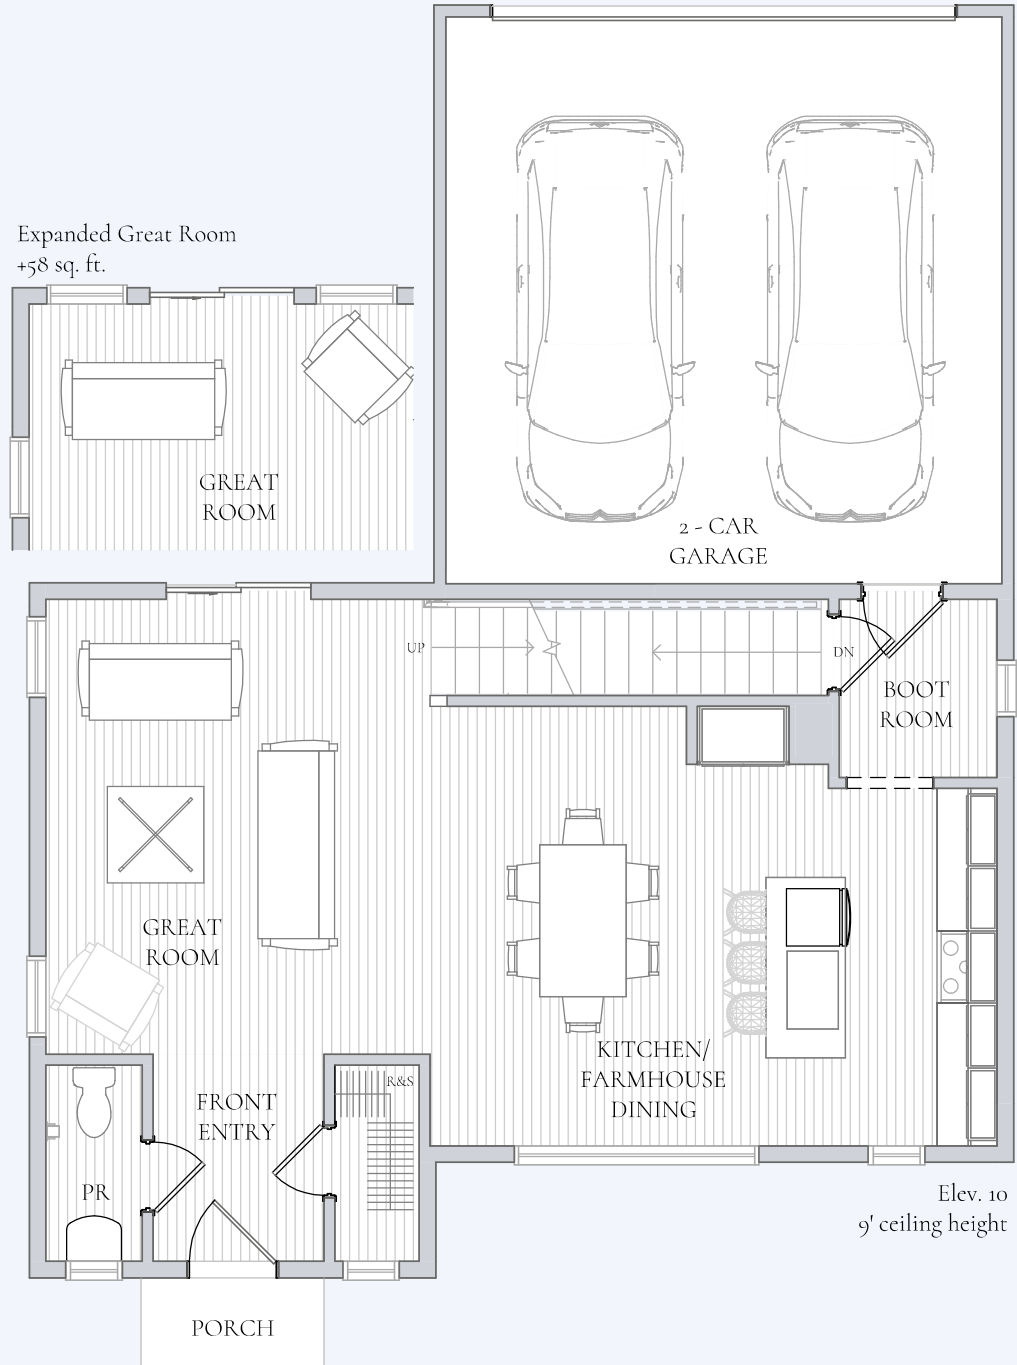 Expanded Great Room
+58 sq. ft.
GREAT
ROOM
2 - CAR
GARAGE
UP
DN
BOOT
ROOM
GREAT
ROOM
KITCHEN/
FARMHOUSE
DINING
R&S
FRONT
ENTRY
PR
Elev. 10
9' ceiling height
PORCH